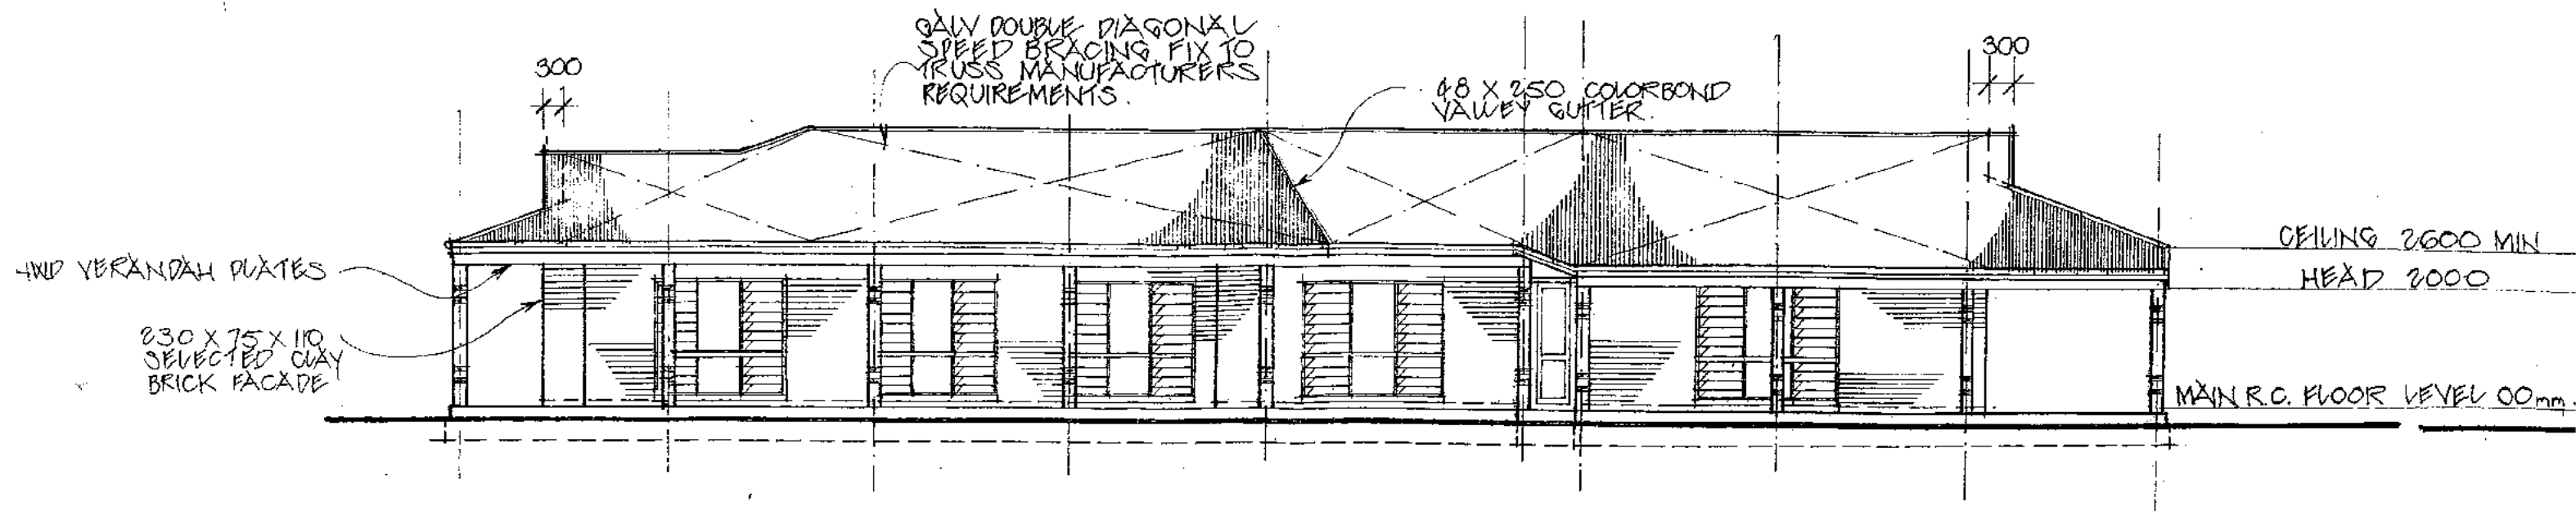 GALV DOUBLE DIAGONAL
SPEED BRACING FIX TO
TRUSS MANUFACTURERS
REQUIREMENTS.
300
300
48 X 250 COLORBOND
VALLEY GUTTER.
HWD VERANDAH PLATES
230 X 75 X 110
SELECTED CLAY
BRICK FACADE
CEILING 2600 MIN
HEAD 2000
MAIN R.C. FLOOR LEVEL 00mm.